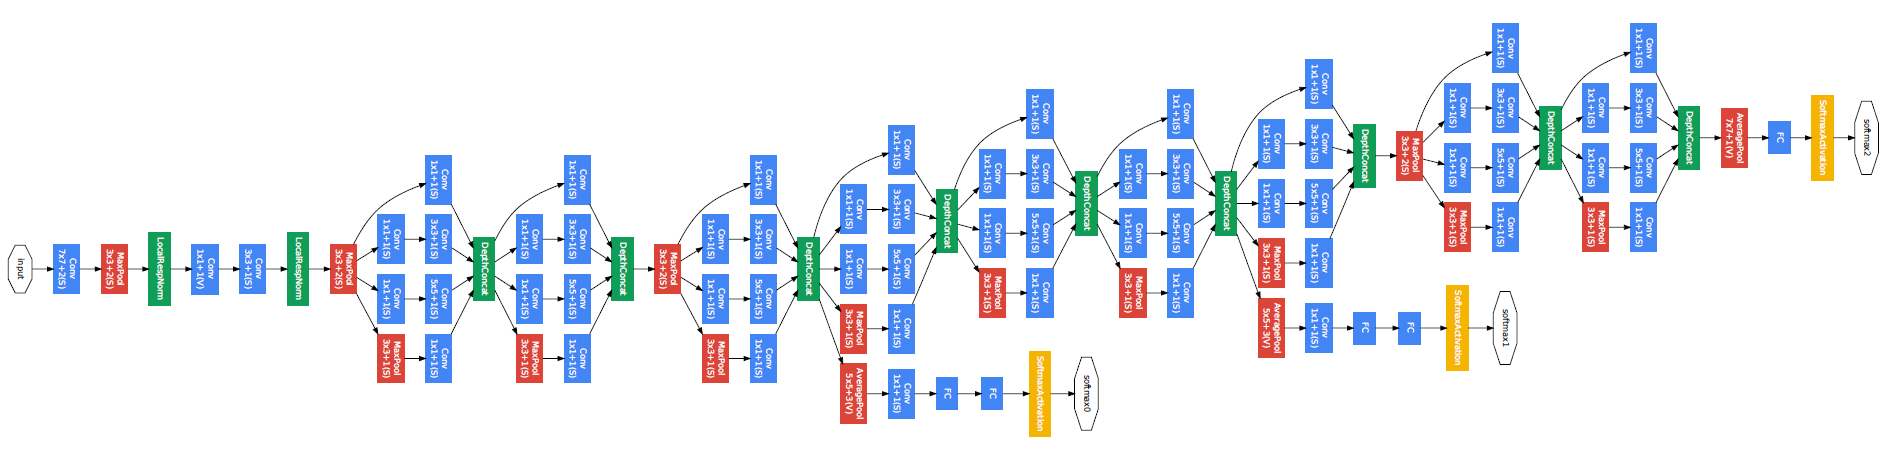 input
Conv
7x7+2(S)
MaxPool
3x3+2(S)
LocalRespNorm
Conv
1x1+1(V)
Conv
3x3+1(S)
LocalRespNorm
MaxPool
3x3+2(S)
Conv
1x1+1(S)
Conv
1x1+1(S)
MaxPool
3x3+1(S)
Conv
1x1+1(S)
Conv
3x3+1(S)
Conv
5x5+1(S)
Conv
1x1+1(S)
DepthConcat
Conv
1x1+1(S)
Conv
1x1+1(S)
MaxPool
3x3+1(S)
Conv
1x1+1(S)
Conv
3x3+1(S)
Conv
5x5+1(S)
Conv
1x1+1(S)
DepthConcat
MaxPool
3x3+2(S)
Conv
1x1+1(S)
Conv
1x1+1(S)
MaxPool
3x3+1(S)
Conv
1x1+1(S)
Conv
3x3+1(S)
Conv
5x5+1(S)
Conv
1x1+1(S)
DepthConcat
Conv
1x1+1(S)
Conv
1x1+1(S)
MaxPool
3x3+1(S)
AveragePool
5x5+3(V)
Conv
1x1+1(S)
Conv
3x3+1(S)
Conv
5x5+1(S)
Conv
1x1+1(S)
Conv
1x1+1(S)
DepthConcat
FC
Conv
1x1+1(S)
Conv
1x1+1(S)
MaxPool
3x3+1(S)
FC
Conv
1x1+1(S)
Conv
3x3+1(S)
Conv
5x5+1(S)
Conv
1x1+1(S)
SoftmaxActivation
DepthConcat
softmax0
Conv
1x1+1(S)
Conv
1x1+1(S)
MaxPool
3x3+1(S)
Conv
1x1+1(S)
Conv
3x3+1(S)
Conv
5x5+1(S)
Conv
1x1+1(S)
DepthConcat
Conv
1x1+1(S)
Conv
1x1+1(S)
MaxPool
3x3+1(S)
AveragePool
5x5+3(V)
Conv
1x1+1(S)
Conv
3x3+1(S)
Conv
5x5+1(S)
Conv
1x1+1(S)
Conv
1x1+1(S)
DepthConcat
FC
MaxPool
3x3+2(S)
FC
Conv
1x1+1(S)
Conv
1x1+1(S)
MaxPool
3x3+1(S)
SoftmaxActivation
Conv
1x1+1(S)
Conv
3x3+1(S)
Conv
5x5+1(S)
Conv
1x1+1(S)
softmax1
DepthConcat
Conv
1x1+1(S)
Conv
1x1+1(S)
MaxPool
3x3+1(S)
Conv
1x1+1(S)
Conv
3x3+1(S)
Conv
5x5+1(S)
Conv
1x1+1(S)
DepthConcat
AveragePool
7x7+1(V)
FC
SoftmaxActivation
softmax2